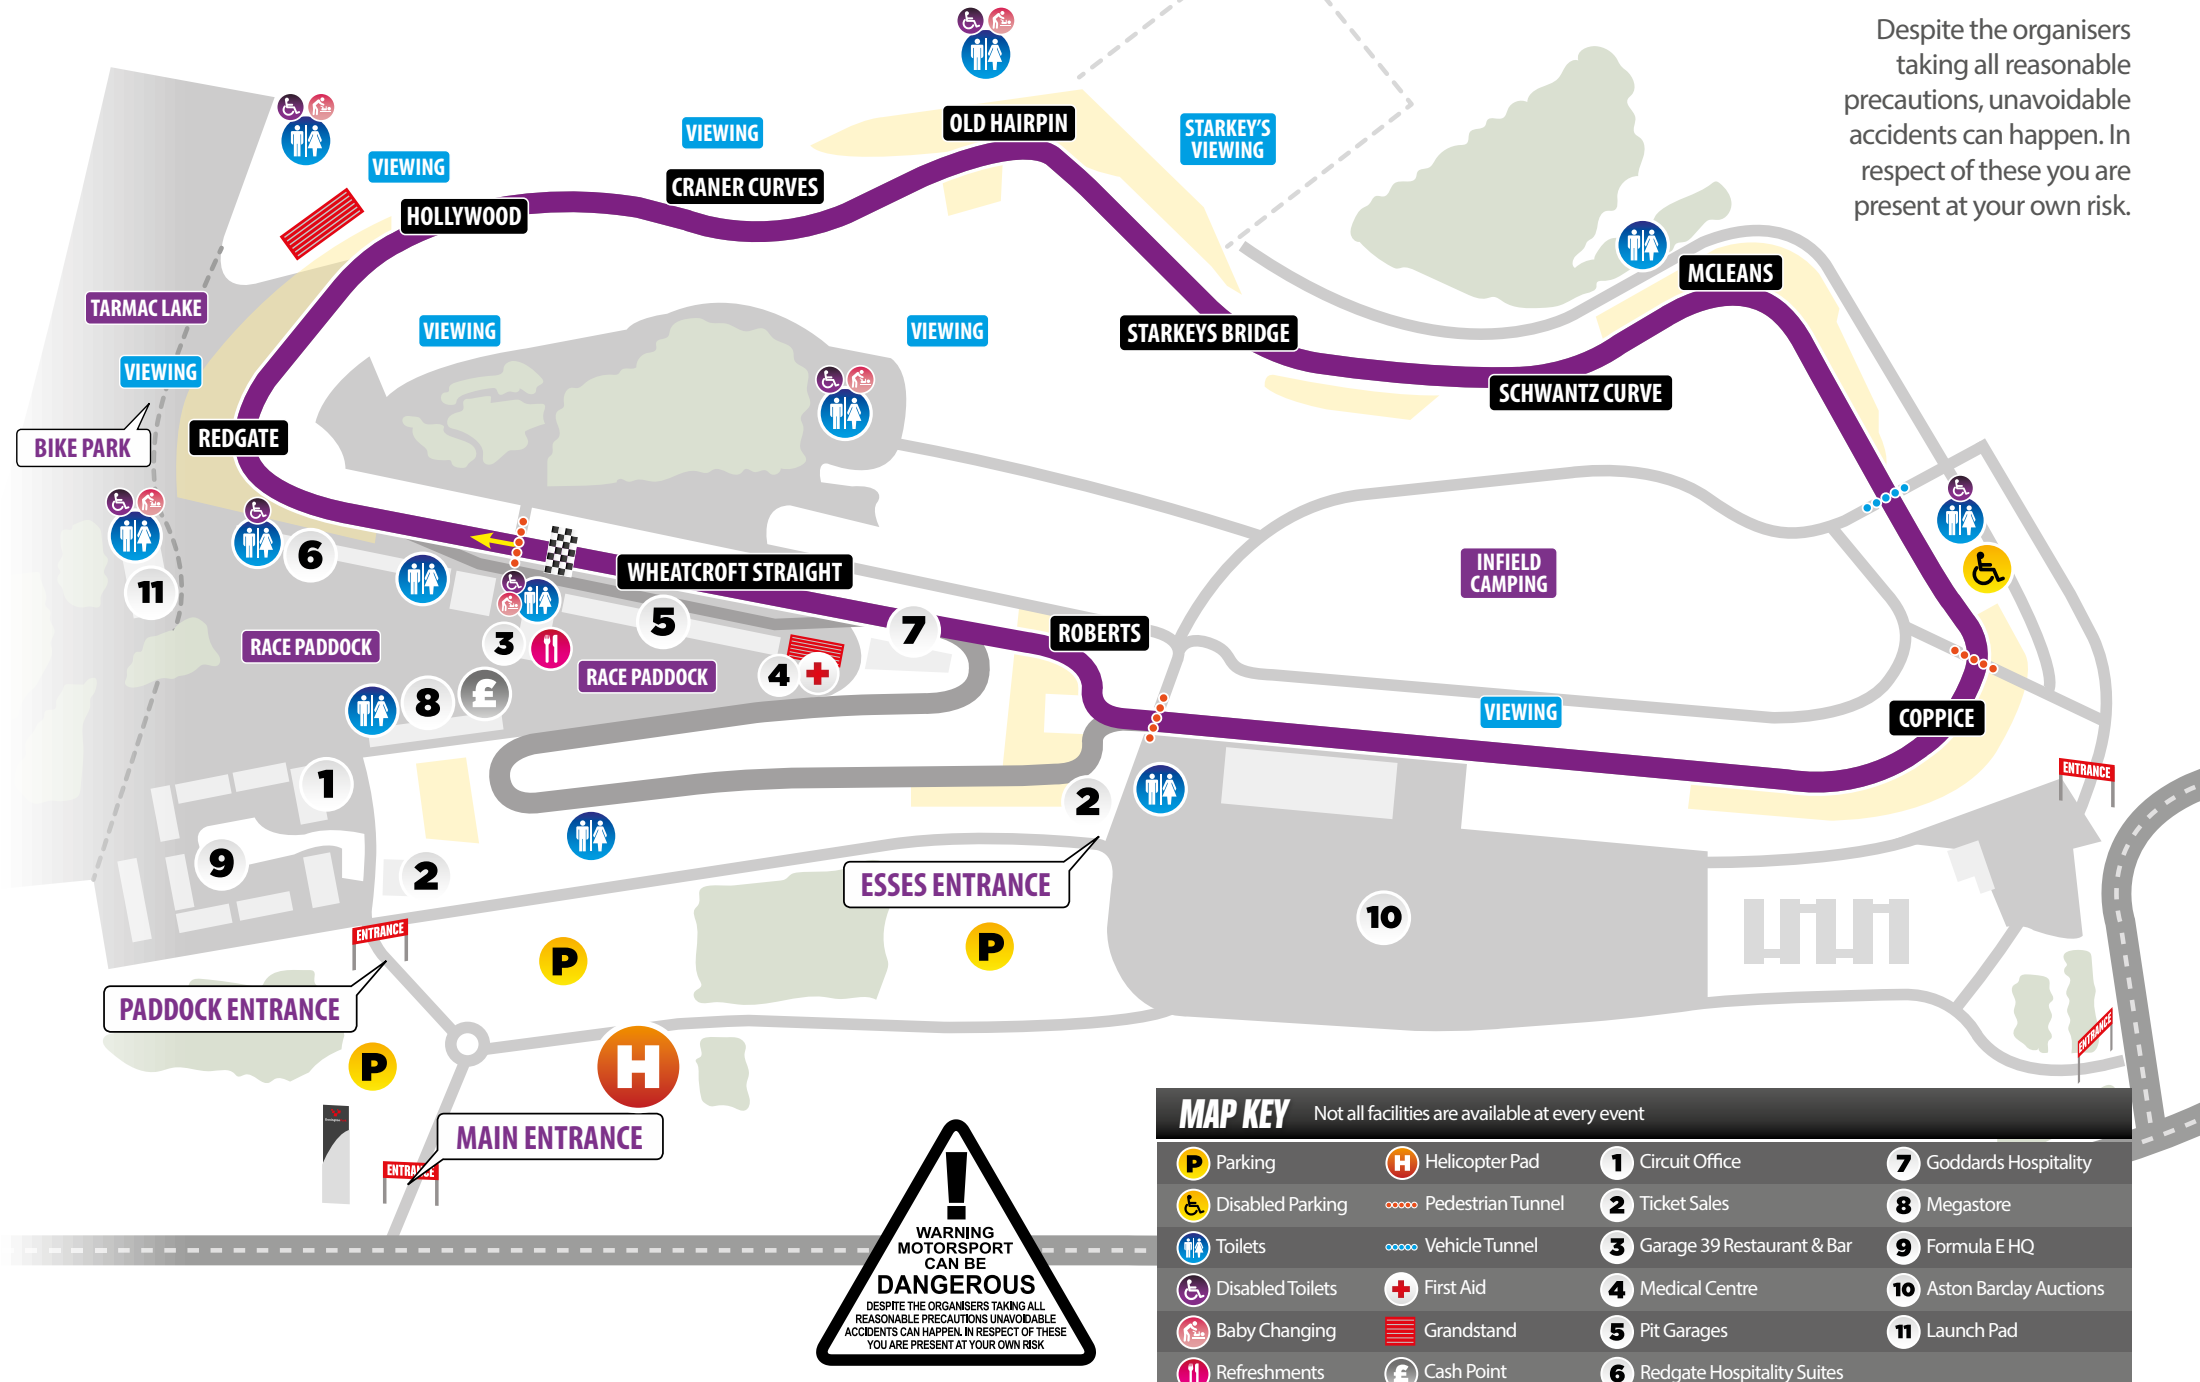 Despite the organisers
taking all reasonable
precautions, unavoidable
accidents can happen. In
respect of these you are
present at your own risk.
OLD HAIRPIN
VIEWING
STARKEY'S
VIEWING
VIEWING
CRANER CURVES
HOLLYWOOD
MCLEANS
TARMAC LAKE
VIEWING
VIEWING
STARKEYS BRIDGE
VIEWING
SCHWANTZ CURVE
REDGATE
BIKE PARK
6
WHEATCROFT STRAIGHT
INFIELD
CAMPING
11
5
7
ROBERTS
3
RACE PADDOCK
RACE PADDOCK
4
8
£
VIEWING
COPPICE
ENTRANCE
1
2
9
2
ESSES ENTRANCE
10
ENTRANCE
P
P
PADDOCK ENTRANCE
ENTRANCE
P
H
MAIN ENTRANCE
ENTRANCE
WARNING
MOTORSPORT
CAN BE
DANGEROUS
DESPITE THE ORGANISERS TAKING ALL
REASONABLE PRECAUTIONS UNAVOIDABLE
ACCIDENTS CAN HAPPEN. IN RESPECT OF THESE
YOU ARE PRESENT AT YOUR OWN RISK
MAP KEY Not all facilities are available at every event
P Parking
Disabled Parking
Toilets
Disabled Toilets
Baby Changing
Refreshments
H Helicopter Pad
Pedestrian Tunnel
Vehicle Tunnel
First Aid
Grandstand
£ Cash Point
1 Circuit Office
2 Ticket Sales
3 Garage 39 Restaurant & Bar
4 Medical Centre
5 Pit Garages
6 Redgate Hospitality Suites
7 Goddards Hospitality
8 Megastore
9 Formula E HQ
10 Aston Barclay Auctions
11 Launch Pad